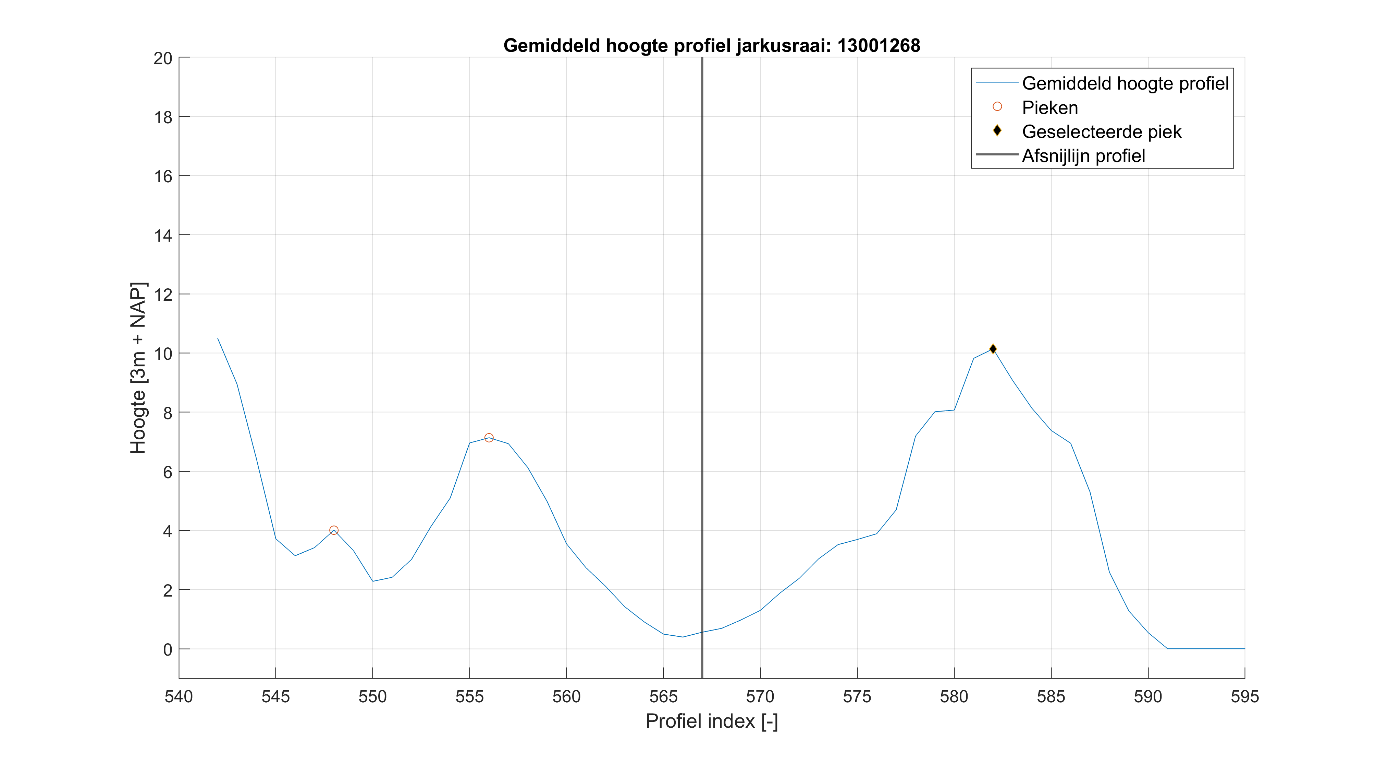 Gemiddeld hoogte profiel jarkusraai: 13001268
Gemiddeld hoogte profiel
Pieken
Geselecteerde piek
Afsnijlijn profiel
Hoogte [3m + NAP]
20
18
16
14
12
10
8
6
4
2
0
540 545 550 555 560 565 570 575 580 585 590 595
Profiel index [-]